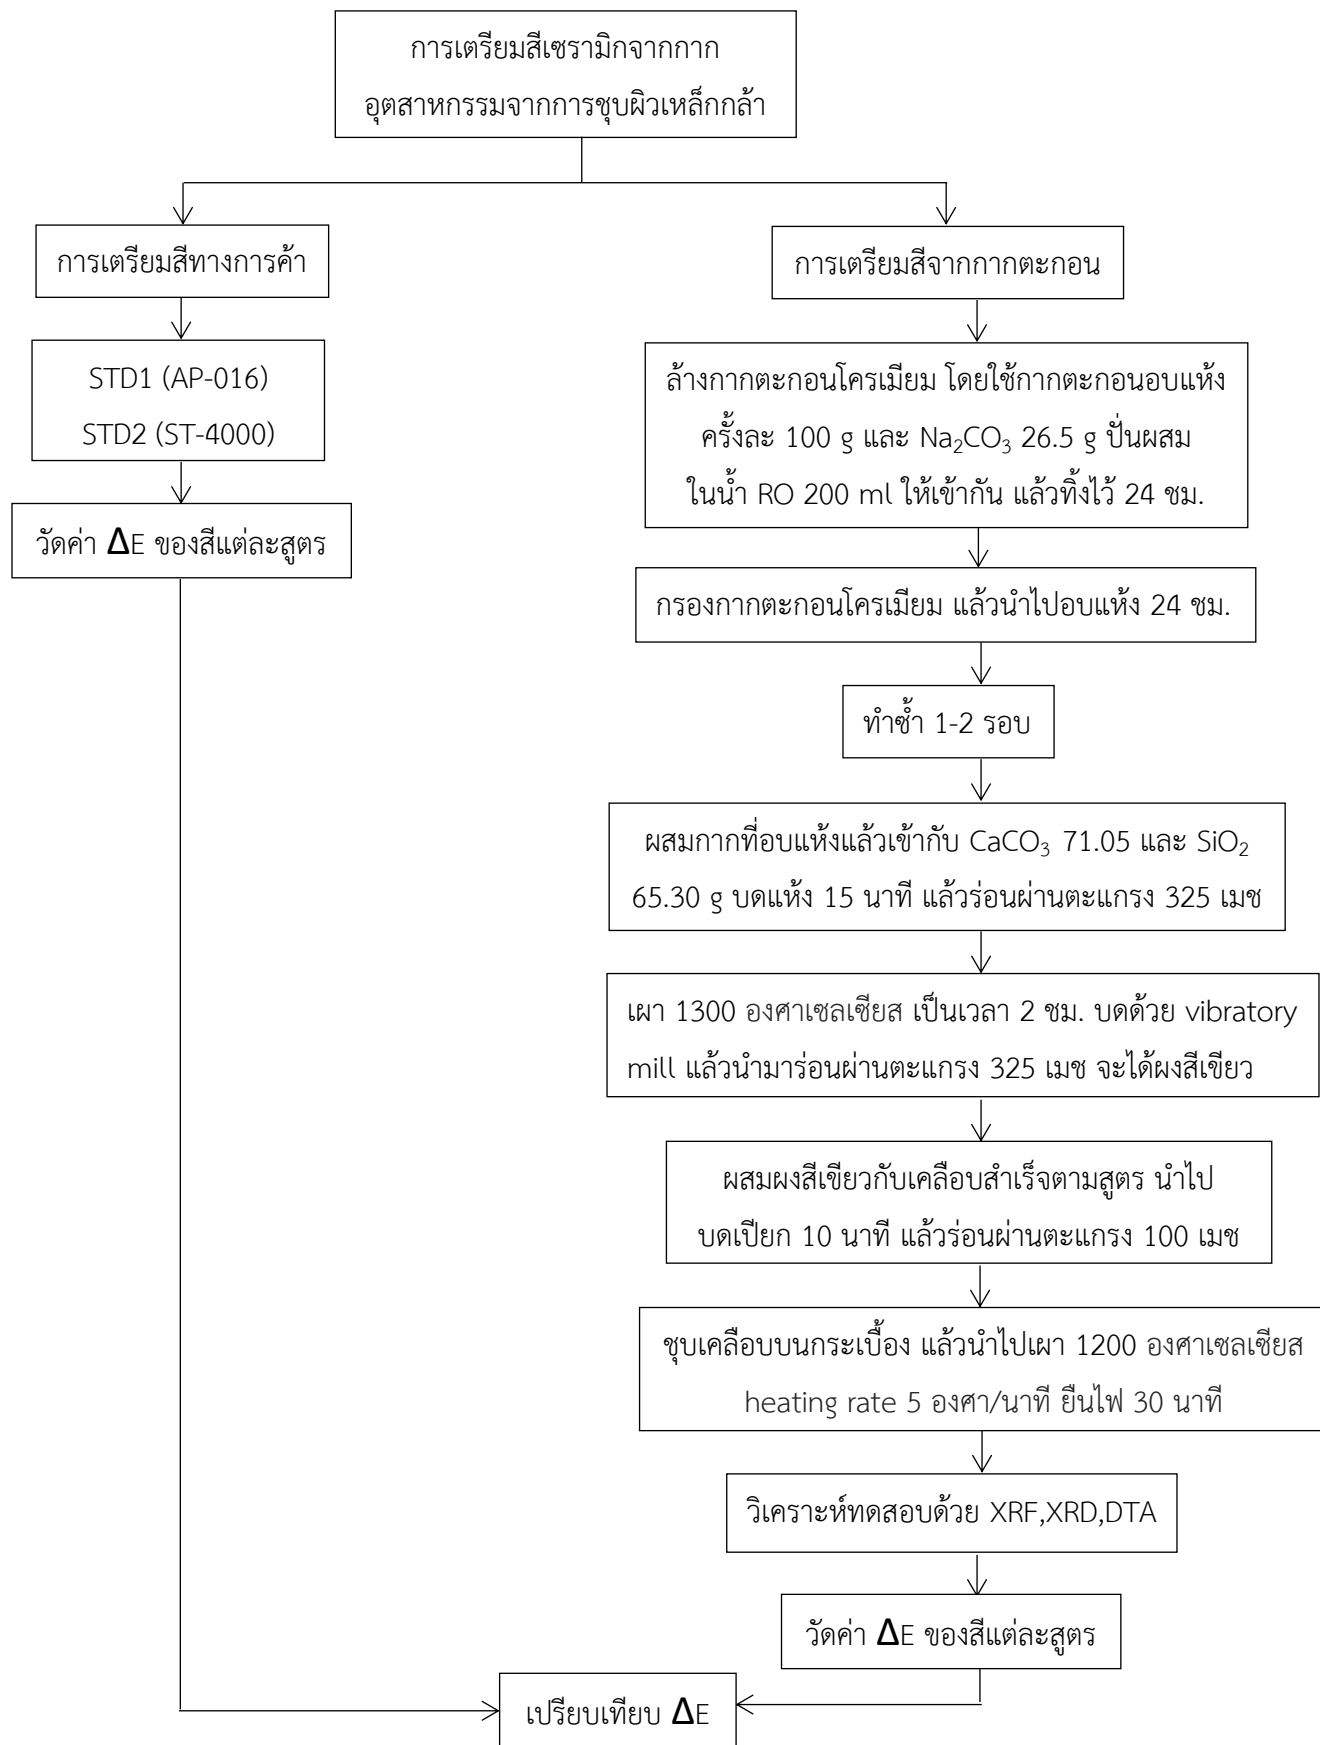 การเตรียมสีเซรามิกจากกาก
อุตสาหกรรมจากการชุบผิวเหล็กกล้า
การเตรียมสีทางการค้า
STD1 (AP-016)
STD2 (ST-4000)
วัดค่า ΔE ของสีแต่ละสูตร
การเตรียมสีจากกากตะกอน
ล้างกากตะกอนโครเมียม โดยใช้กากตะกอนอบแห้ง
ครั้งละ 100 g และ Na₂CO₃ 26.5 g ปั่นผสม
ในน้ำ RO 200 ml ให้เข้ากัน แล้วทิ้งไว้ 24 ชม.
กรองกากตะกอนโครเมียม แล้วนำไปอบแห้ง 24 ชม.
ทำซ้ำ 1-2 รอบ
ผสมกากที่อบแห้งแล้วเข้ากับ CaCO₃ 71.05 และ SiO₂
65.30 g บดแห้ง 15 นาที แล้วร่อนผ่านตะแกรง 325 เมช
เผา 1300 องศาเซลเซียส เป็นเวลา 2 ชม. บดด้วย vibratory
mill แล้วนำมาร่อนผ่านตะแกรง 325 เมช จะได้ผงสีเขียว
ผสมผงสีเขียวกับเคลือบสำเร็จตามสูตร นำไป
บดเปียก 10 นาที แล้วร่อนผ่านตะแกรง 100 เมช
ชุบเคลือบบนกระเบื้อง แล้วนำไปเผา 1200 องศาเซลเซียส
heating rate 5 องศา/นาที ยืนไฟ 30 นาที
วิเคราะห์ทดสอบด้วย XRF,XRD,DTA
วัดค่า ΔE ของสีแต่ละสูตร
เปรียบเทียบ ΔE